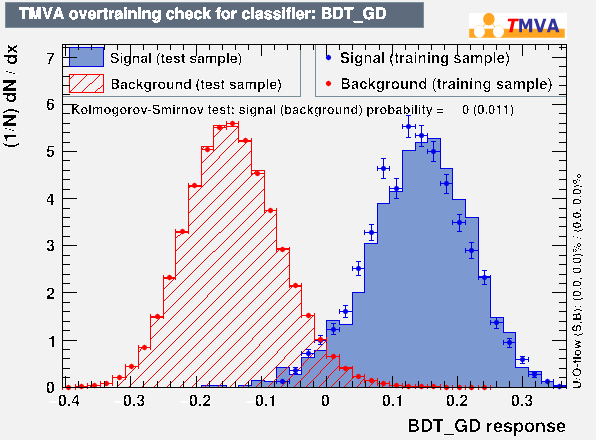 TMVA overtraining check for classifier: BDT_GD
TMVA
Signal (test sample)
Background (test sample)
Signal (training sample)
Background (training sample)
Kolmogorov-Smirnov test: signal (background) probability = 0 (0.011)
(1/N) dN / dx
7
6
5
4
3
2
1
0
-0.4 -0.3 -0.2 -0.1 0 0.1 0.2 0.3
BDT_GD response
U/O-flow (S,B): (0.0, 0.0)% / (0.0, 0.0)%